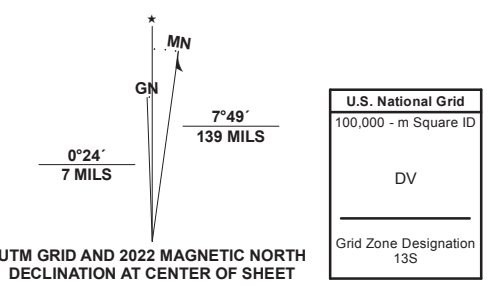 ★
MN
GN
7°49´
139 MILS
0°24´
7 MILS
UTM GRID AND 2022 MAGNETIC NORTH
DECLINATION AT CENTER OF SHEET
U.S. National Grid
100,000 - m Square ID
DV
Grid Zone Designation
13S